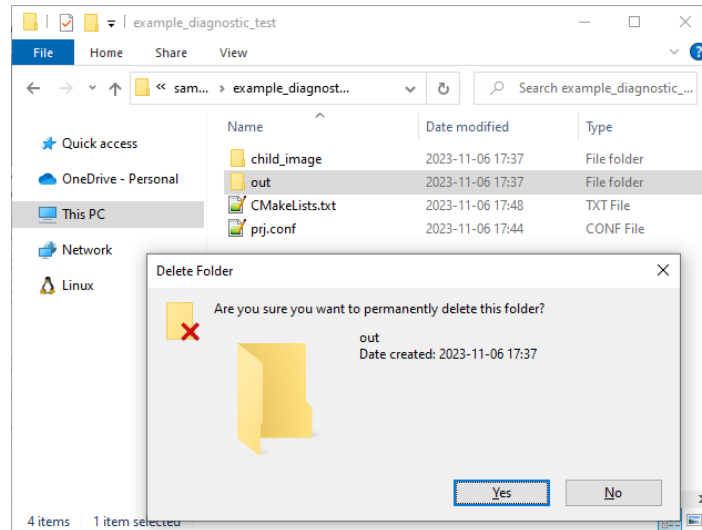 example_diagnostic_test
File Home Share View
« sam... › example_diagnost... Search example_diagnostic_...
Name Date modified Type
Quick access
OneDrive - Personal
This PC
Network
Linux
child_image 2023-11-06 17:37 File folder
out 2023-11-06 17:37 File folder
CMakeLists.txt 2023-11-06 17:48 TXT File
prj.conf 2023-11-06 17:44 CONF File
Delete Folder
Are you sure you want to permanently delete this folder?
out
Date created: 2023-11-06 17:37
Yes No
4 items 1 item selected